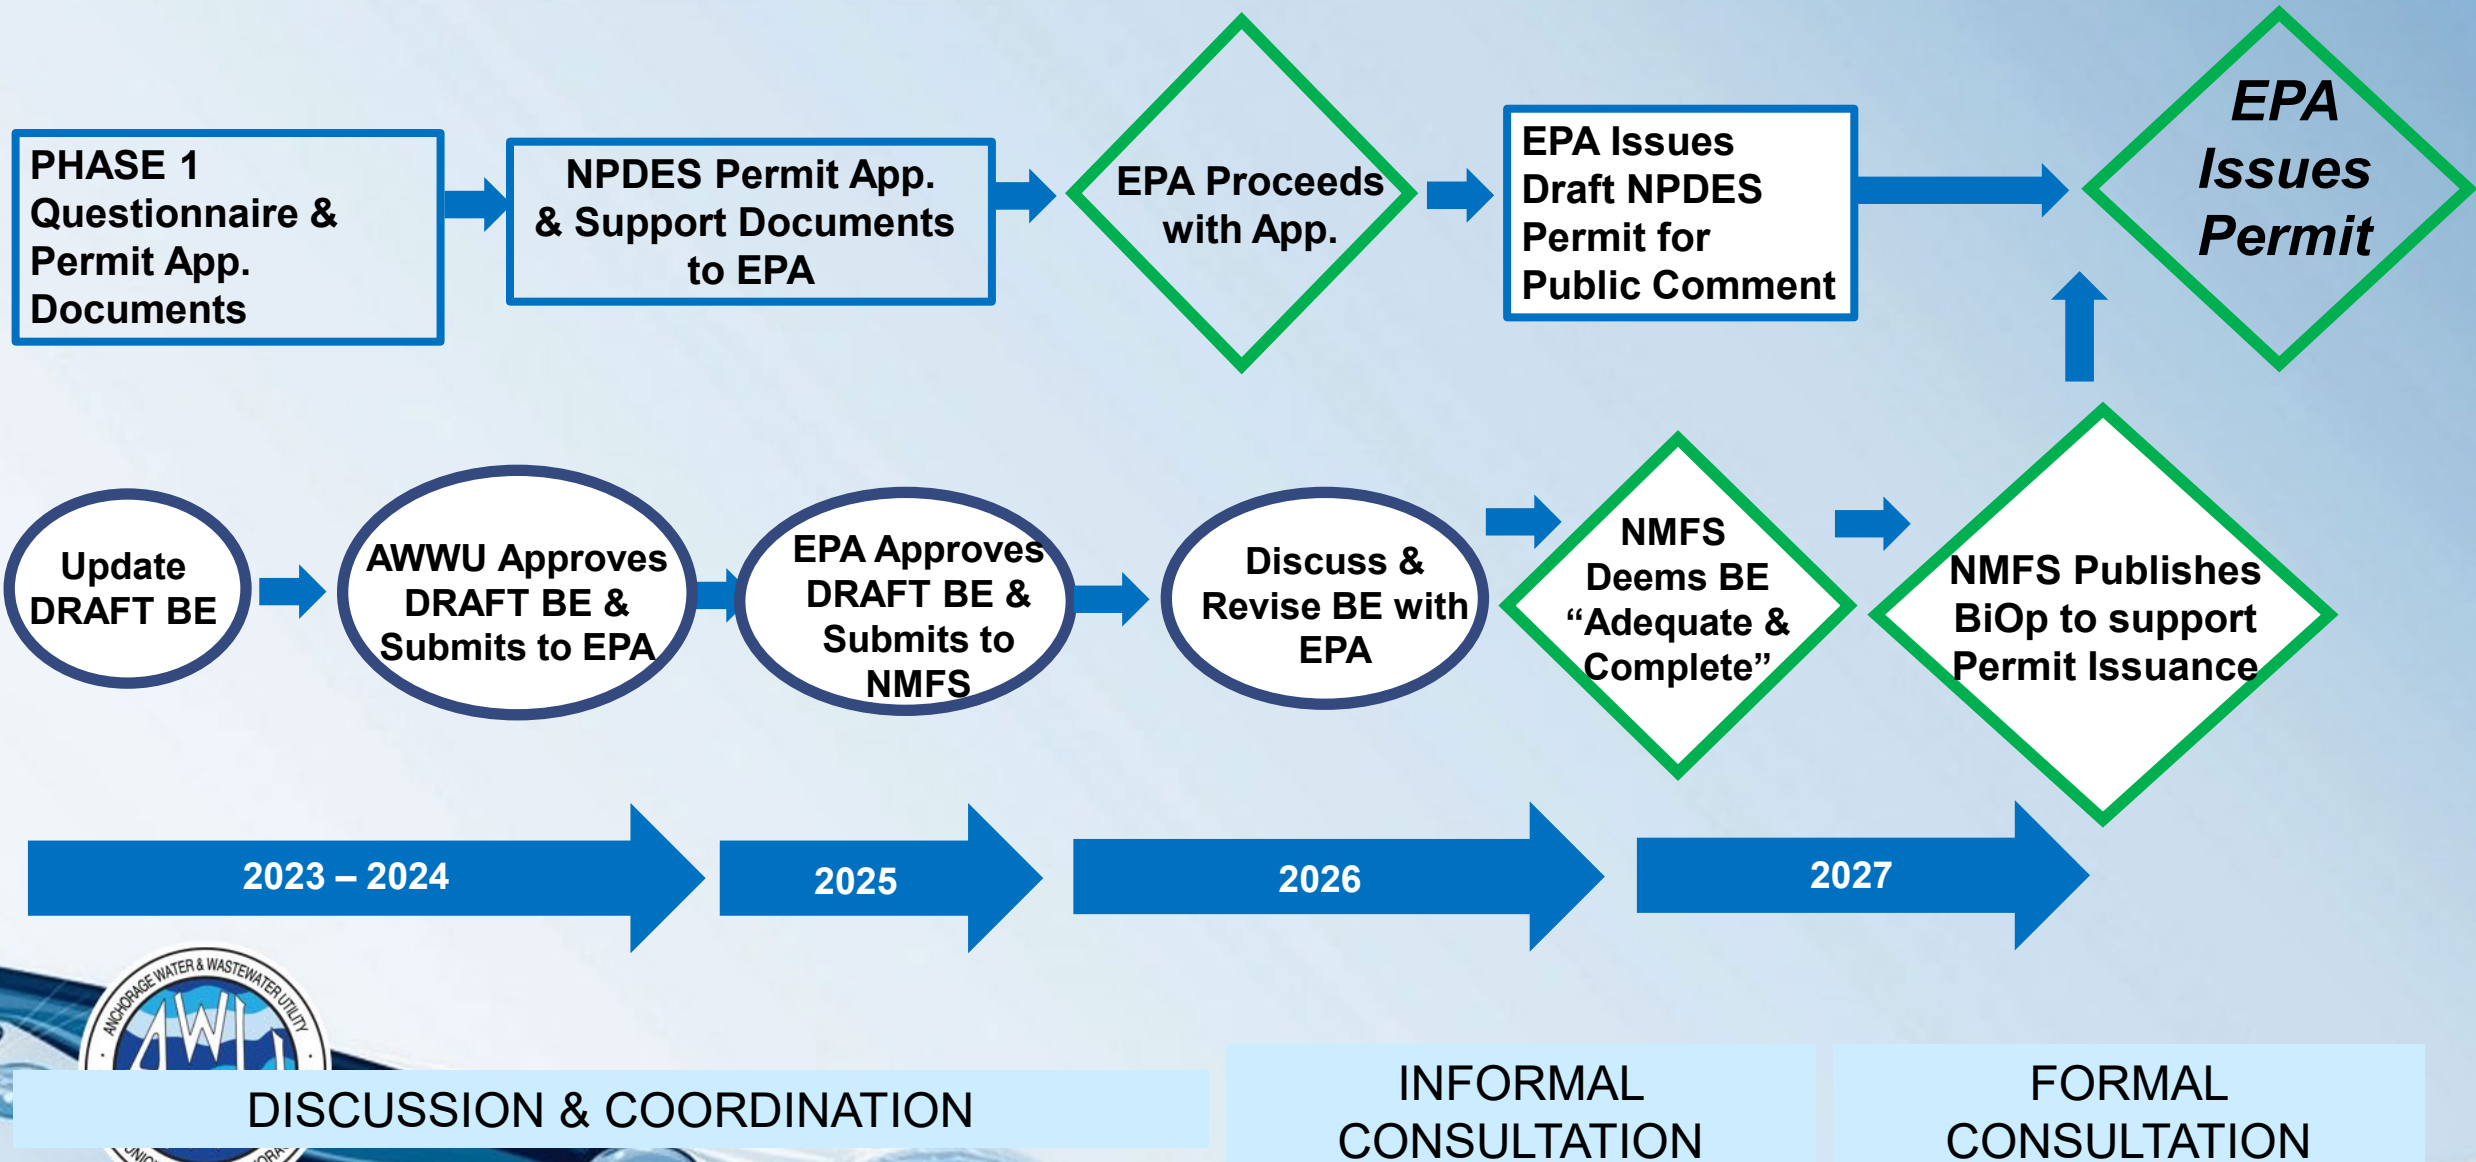 PHASE 1
Questionnaire &
Permit App.
Documents
NPDES Permit App.
& Support Documents
to EPA
EPA Proceeds
with App.
EPA Issues
Draft NPDES
Permit for
Public Comment
EPA
Issues
Permit
Update
DRAFT BE
AWWU Approves
DRAFT BE &
Submits to EPA
EPA Approves
DRAFT BE &
Submits to
NMFS
Discuss &
Revise BE with
EPA
NMFS
Deems BE
“Adequate &
Complete”
NMFS Publishes
BiOp to support
Permit Issuance
2023 – 2024
2025
2026
2027
ANCHORAGE WATER & WASTEWATER UTILITY
DISCUSSION & COORDINATION
INFORMAL
CONSULTATION
FORMAL
CONSULTATION